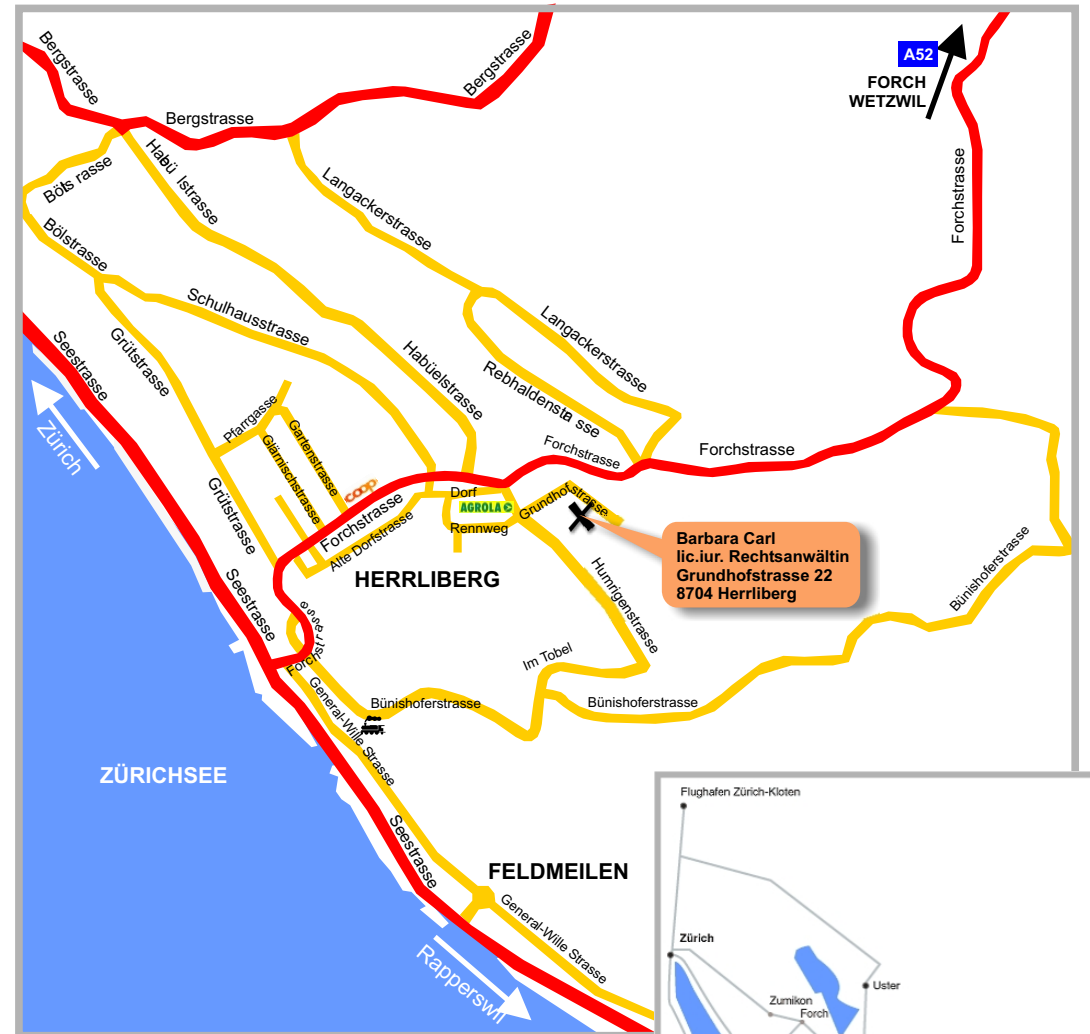 Bergstrasse
Bergstrasse
Bergstrasse
A52
FORCH
WETZWIL
Habü lstrasse
Böls rasse
Langackerstrasse
Forchstrasse
Bölstrasse
Schulhausstrasse
Langackerstrasse
Seestrasse
Grütstrasse
Habüelstrasse
Rebhaldenstra sse
Zürich
Pfarrgasse
Gartenstrasse
Glärnischstrasse
Forchstrasse
Forchstrasse
coop
Grütstrasse
Forchstrasse
Dorf
AGROLA
Grundhofstrasse
Rennweg
Alte Dorfstrasse
Barbara Carl
lic.iur. Rechtsanwältin
Grundhofstrasse 22
8704 Herrliberg
HERRLIBERG
Humrigenstrasse
Bünishoferstrasse
Seestrasse
Forchstrasse
Im Tobel
General-Wille Strasse
Bünishoferstrasse
Bünishoferstrasse
ZÜRICHSEE
Seestrasse
FELDMEILEN
General-Wille Strasse
Rapperswil
Flughafen Zürich-Kloten
Zürich
Uster
Zumikon
Forch